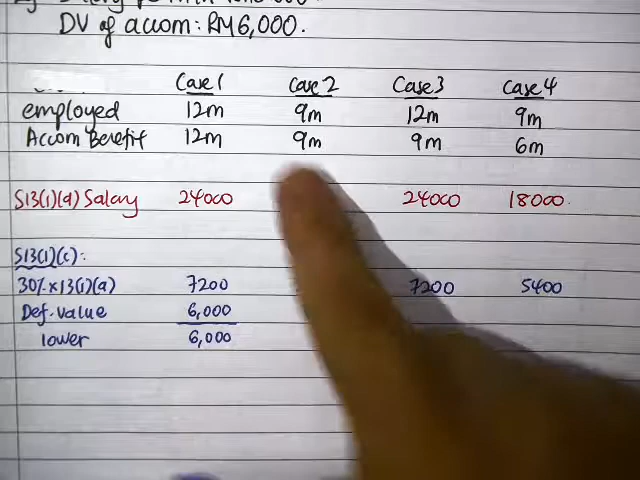 DV of accom: RM6,000.
Case 1 Case 2 Case 3 Case 4
employed 12m 9m 12m 9m
Accom Benefit 12m 9m 9m 6m
S13(1)(a) Salary 24000 24000 18000.
S13(1)(c):
30% x 13(1)(a) 7200 7200 5400
Def. value 6,000
lower 6,000